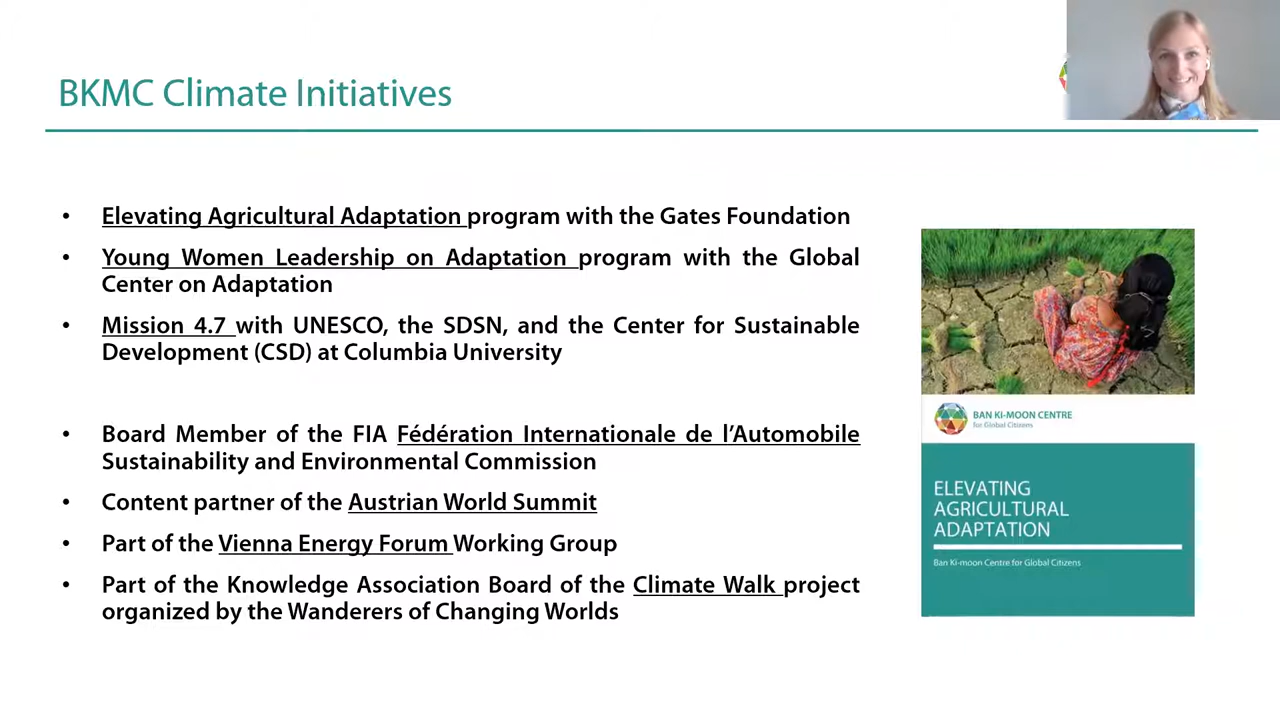 BKMC Climate Initiatives
• Elevating Agricultural Adaptation program with the Gates Foundation
• Young Women Leadership on Adaptation program with the Global
Center on Adaptation
• Mission 4.7 with UNESCO, the SDSN, and the Center for Sustainable
Development (CSD) at Columbia University
• Board Member of the FIA Fédération Internationale de l’Automobile
Sustainability and Environmental Commission
• Content partner of the Austrian World Summit
• Part of the Vienna Energy Forum Working Group
• Part of the Knowledge Association Board of the Climate Walk project
organized by the Wanderers of Changing Worlds
BAN KI-MOON CENTRE
for Global Citizens
ELEVATING
AGRICULTURAL
ADAPTATION
Ban Ki-moon Centre for Global Citizens